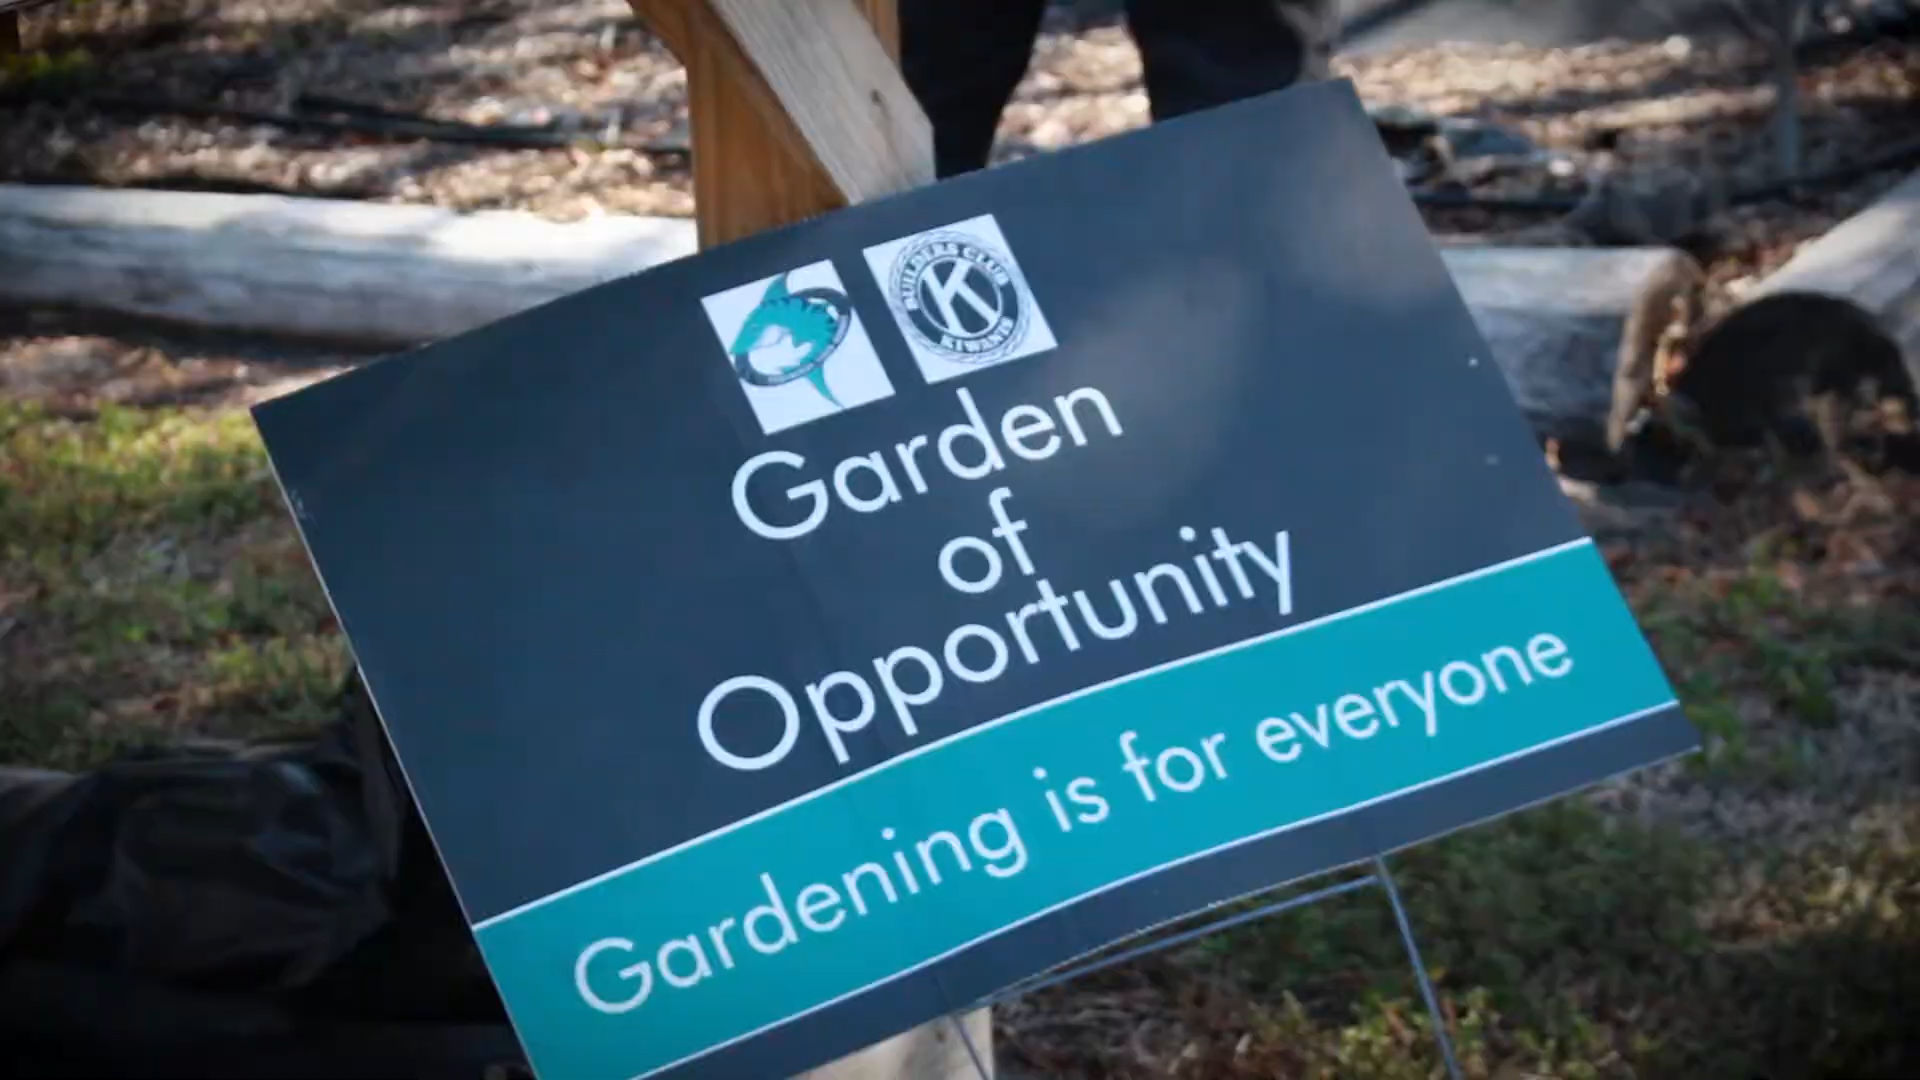 BUILDERS CLUB
K
KIWANIS
Garden
of
Opportunity
Gardening is for everyone